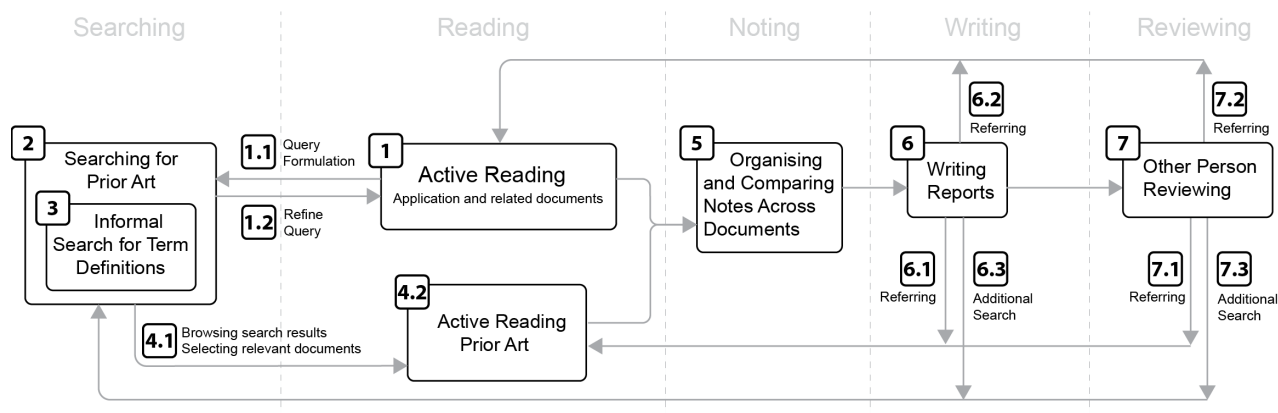 Searching
Reading
Noting
Writing
Reviewing
2
Searching for
Prior Art
3
Informal
Search for Term
Definitions
1.1
Query
Formulation
1.2
Refine
Query
1
Active Reading
Application and related documents
4.1
Browsing search results
Selecting relevant documents
4.2
Active Reading
Prior Art
5
Organising
and Comparing
Notes Across
Documents
6
Writing
Reports
6.2
Referring
6.1
Referring
6.3
Additional
Search
7
Other Person
Reviewing
7.2
Referring
7.1
Referring
7.3
Additional
Search